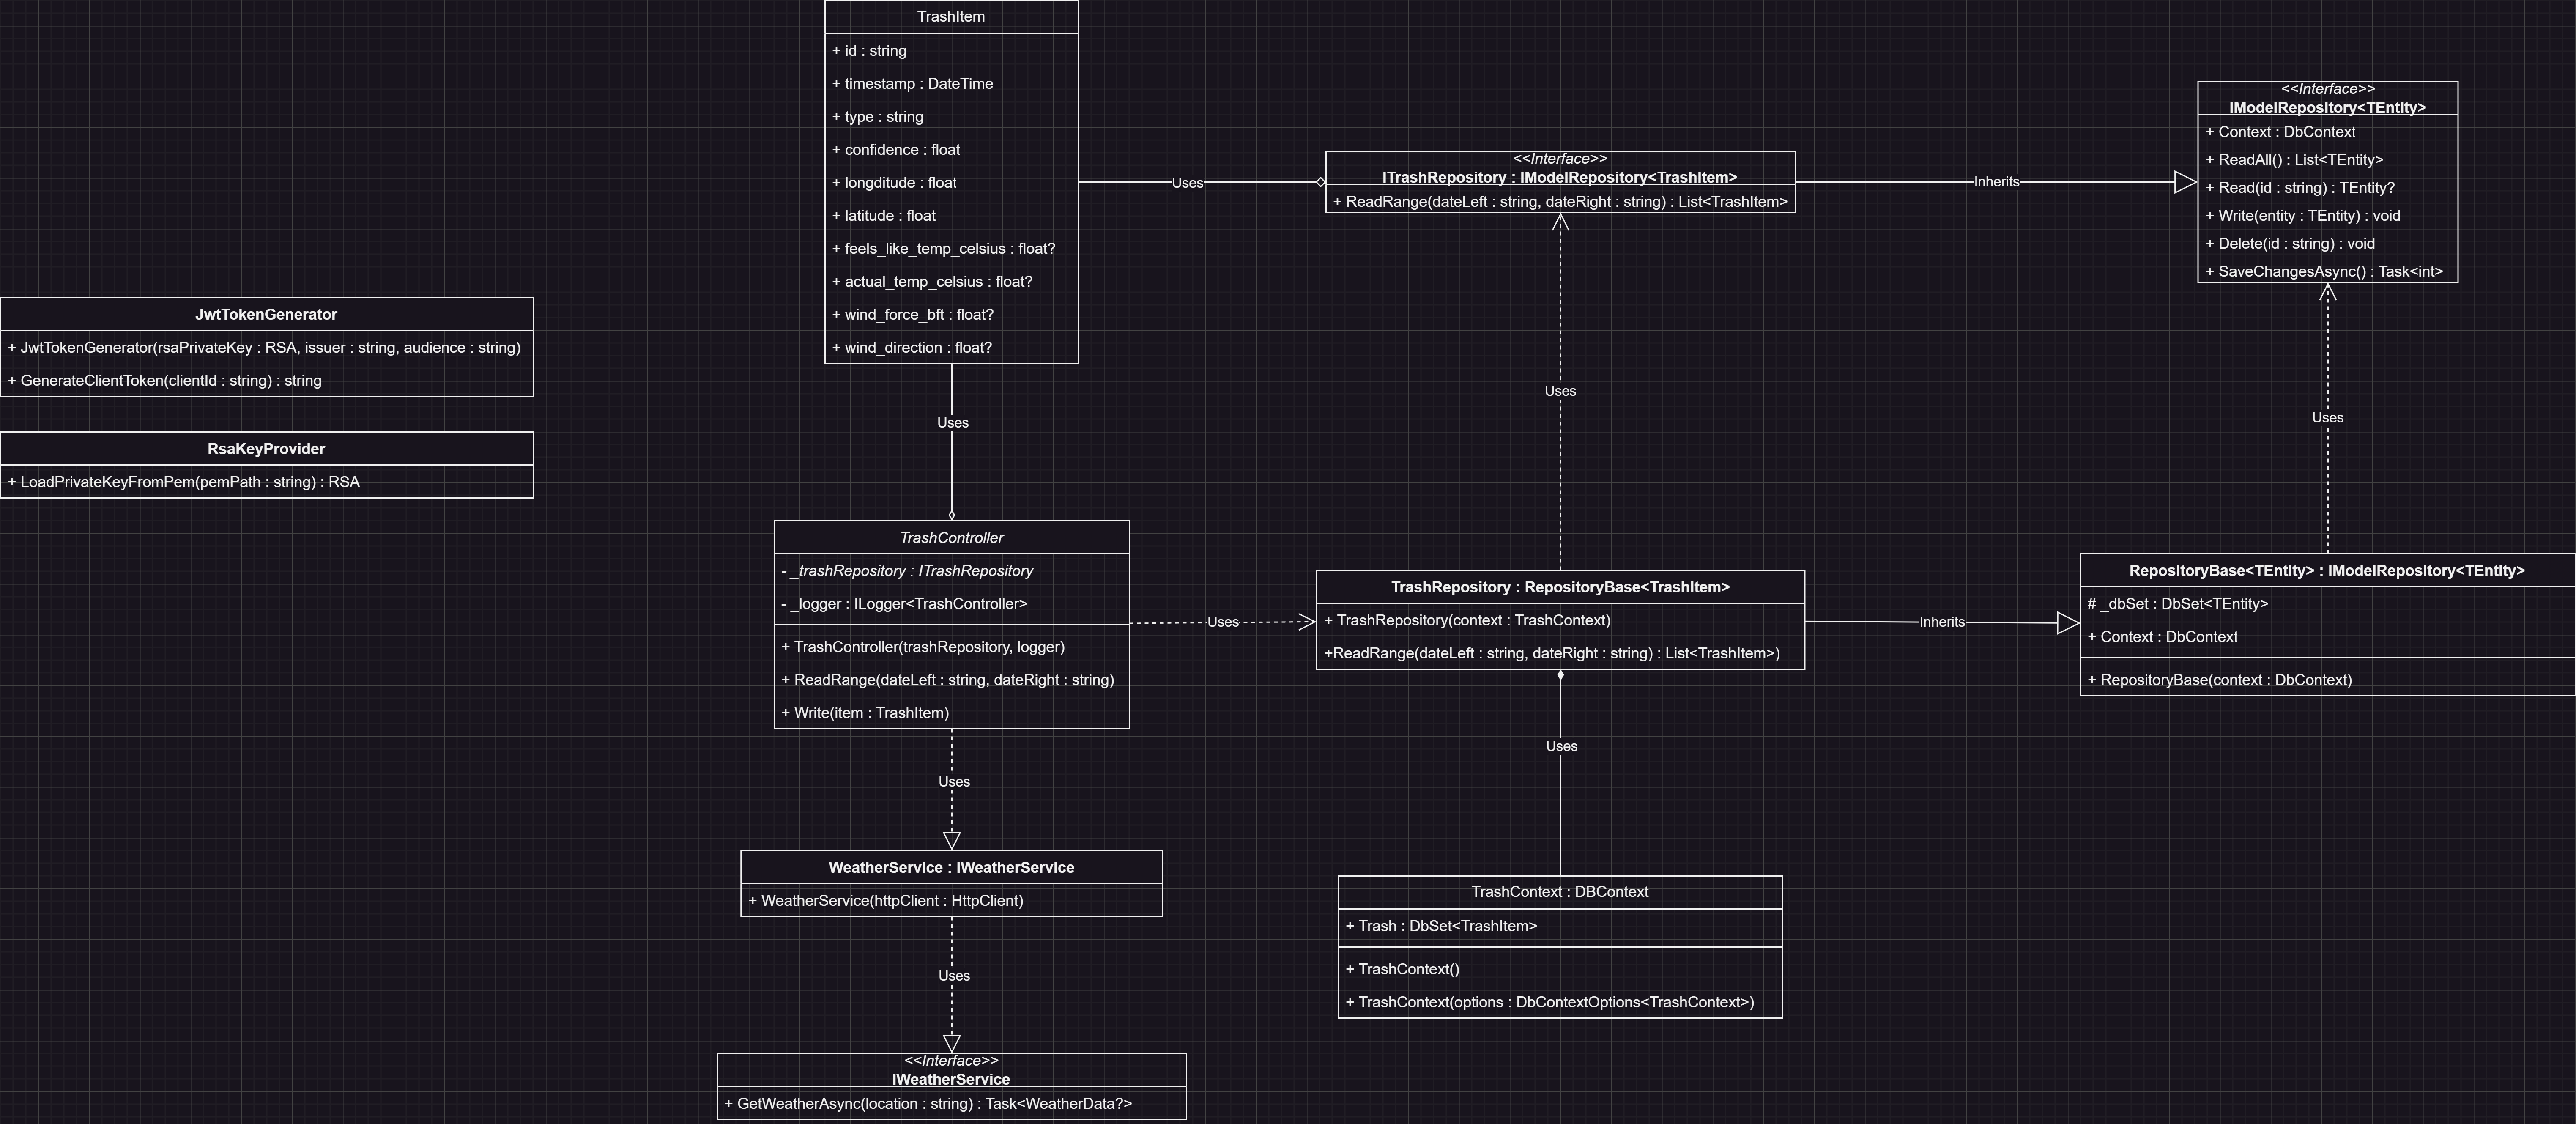 TrashItem
+ id : string
+ timestamp : DateTime
+ type : string
+ confidence : float
+ longditude : float
+ latitude : float
+ feels_like_temp_celsius : float?
+ actual_temp_celsius : float?
+ wind_force_bft : float?
+ wind_direction : float?
Uses
<<Interface>>
ITrashRepository : IModelRepository<TrashItem>
+ ReadRange(dateLeft : string, dateRight : string) : List<TrashItem>
Inherits
<<Interface>>
IModelRepository<TEntity>
+ Context : DbContext
+ ReadAll() : List<TEntity>
+ Read(id : string) : TEntity?
+ Write(entity : TEntity) : void
+ Delete(id : string) : void
+ SaveChangesAsync() : Task<int>
JwtTokenGenerator
+ JwtTokenGenerator(rsaPrivateKey : RSA, issuer : string, audience : string)
+ GenerateClientToken(clientId : string) : string
RsaKeyProvider
+ LoadPrivateKeyFromPem(pemPath : string) : RSA
Uses
Uses
Uses
TrashController
- _trashRepository : ITrashRepository
- _logger : ILogger<TrashController>
+ TrashController(trashRepository, logger)
+ ReadRange(dateLeft : string, dateRight : string)
+ Write(item : TrashItem)
Uses
TrashRepository : RepositoryBase<TrashItem>
+ TrashRepository(context : TrashContext)
+ReadRange(dateLeft : string, dateRight : string) : List<TrashItem>)
Inherits
RepositoryBase<TEntity> : IModelRepository<TEntity>
# _dbSet : DbSet<TEntity>
+ Context : DbContext
+ RepositoryBase(context : DbContext)
Uses
Uses
WeatherService : IWeatherService
+ WeatherService(httpClient : HttpClient)
TrashContext : DBContext
+ Trash : DbSet<TrashItem>
+ TrashContext()
+ TrashContext(options : DbContextOptions<TrashContext>)
Uses
<<Interface>>
IWeatherService
+ GetWeatherAsync(location : string) : Task<WeatherData?>